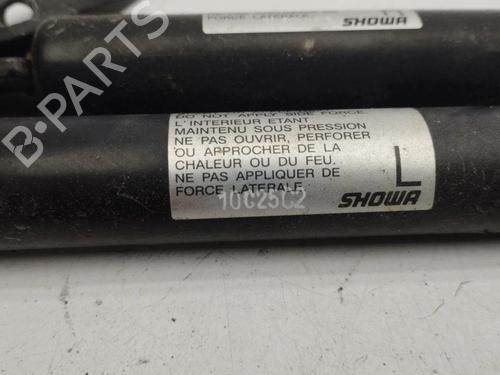 FORCE LATERALE.
SHOWA
DO NOT APPLY SIDE FORCE.
L'INTERIEUR ETANT
MAINTENU SOUS PRESSION
NE PAS OUVRIR, PERFORER
OU APPROCHER DE LA
CHALEUR OU DU FEU.
NE PAS APPLIQUER DE
FORCE LATERALE.
L
10C25C2
SHOWA
B-PARTS